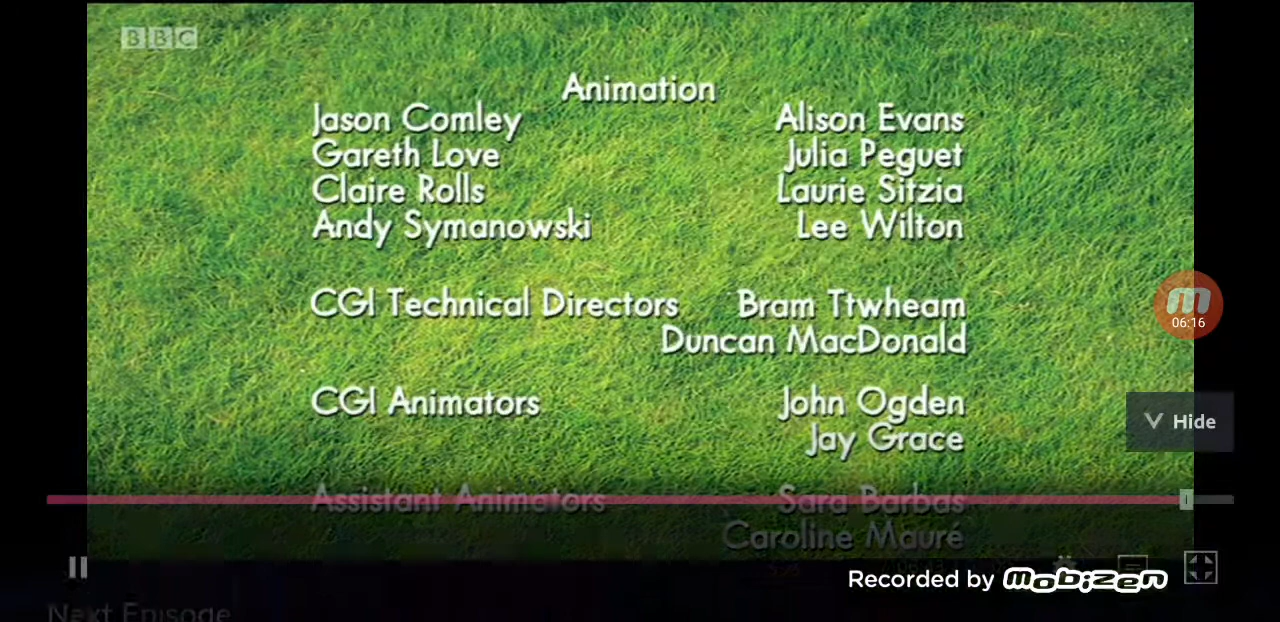 BBC
Animation
Jason Comley Alison Evans
Gareth Love Julia Peguet
Claire Rolls Laurie Sitzia
Andy Symanowski Lee Wilton
CGI Technical Directors Bram Ttwheam
Duncan MacDonald
M
06:16
CGI Animators John Ogden
Hide
Jay Grace
Assistant Animators Sara Barbas
Caroline Mauré
Recorded by mobizen
Next Episode